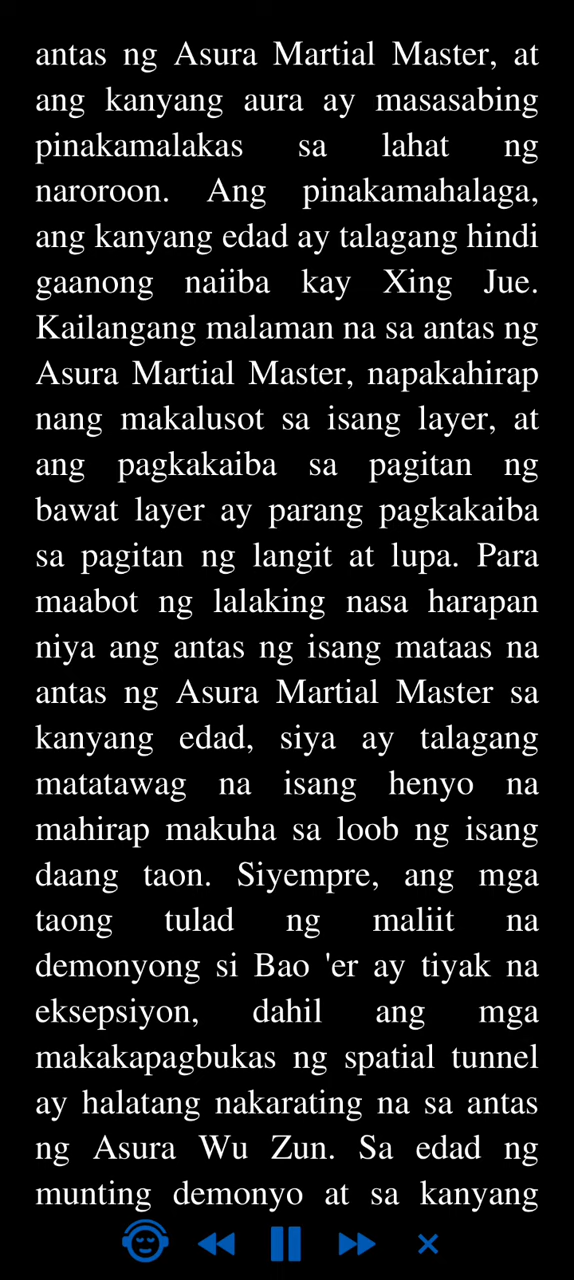 antas ng Asura Martial Master, at
ang kanyang aura ay masasabing
pinakamalakas sa lahat ng
naroroon. Ang pinakamahalaga,
ang kanyang edad ay talagang hindi
gaanong naiiba kay Xing Jue.
Kailangang malaman na sa antas ng
Asura Martial Master, napakahirap
nang makalusot sa isang layer, at
ang pagkakaiba sa pagitan ng
bawat layer ay parang pagkakaiba
sa pagitan ng langit at lupa. Para
maabot ng lalaking nasa harapan
niya ang antas ng isang mataas na
antas ng Asura Martial Master sa
kanyang edad, siya ay talagang
matatawag na isang henyo na
mahirap makuha sa loob ng isang
daang taon. Siyempre, ang mga
taong tulad ng maliit na
demonyong si Bao 'er ay tiyak na
eksepsiyon, dahil ang mga
makakapagbukas ng spatial tunnel
ay halatang nakarating na sa antas
ng Asura Wu Zun. Sa edad ng
munting demonyo at sa kanyang